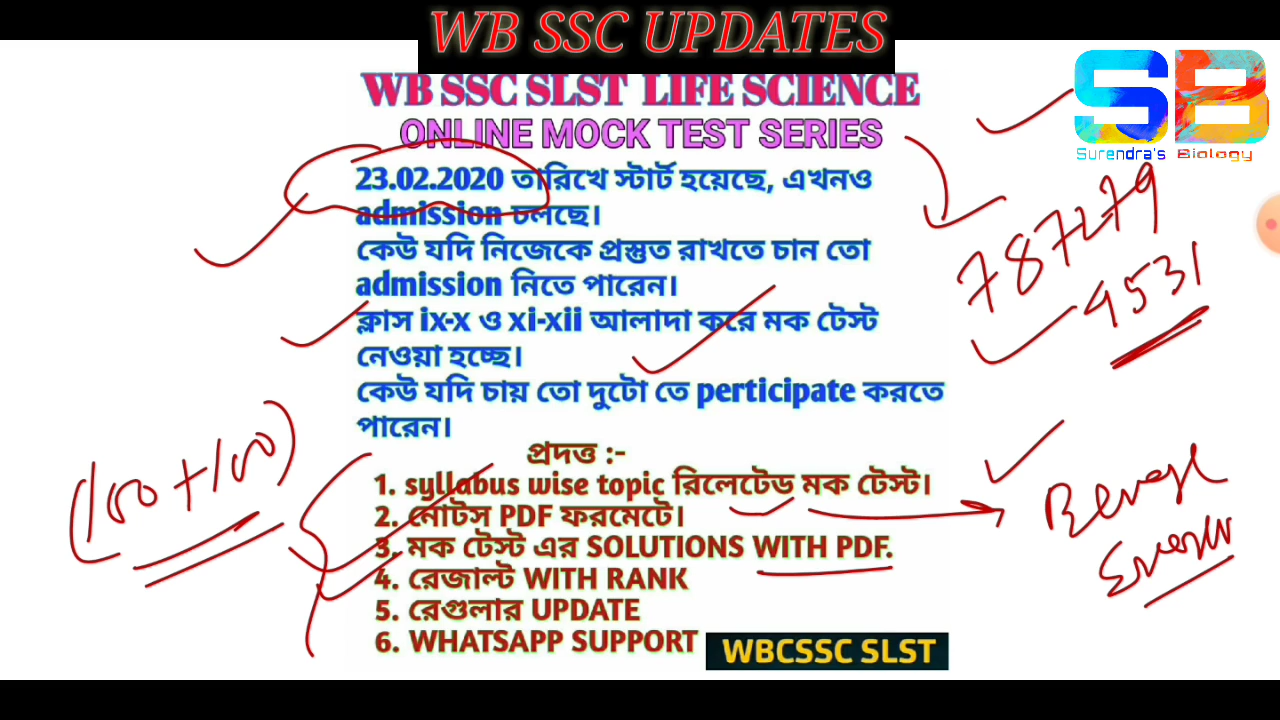 WB SSC UPDATES
WB SSC SLST LIFE SCIENCE
ONLINE MOCK TEST SERIES
SB
Surendra's Biology
23.02.2020 তারিখে স্টার্ট হয়েছে, এখনও
admission চলছে।
কেউ যদি নিজেকে প্রস্তুত রাখতে চান তো
admission নিতে পারেন।
ক্লাস ix-x ও xi-xii আলাদা করে মক টেস্ট
নেওয়া হচ্ছে।
কেউ যদি চায় তো দুটো তে perticipate করতে
পারেন।
প্রদত্ত :-
1. syllabus wise topic রিলেটেড মক টেস্ট।
2. নোটস PDF ফরমেটে।
3. মক টেস্ট এর SOLUTIONS WITH PDF.
4. রেজাল্ট WITH RANK
5. রেগুলার UPDATE
6. WHATSAPP SUPPORT
WBCSSC SLST
787279
4531
(100+100)